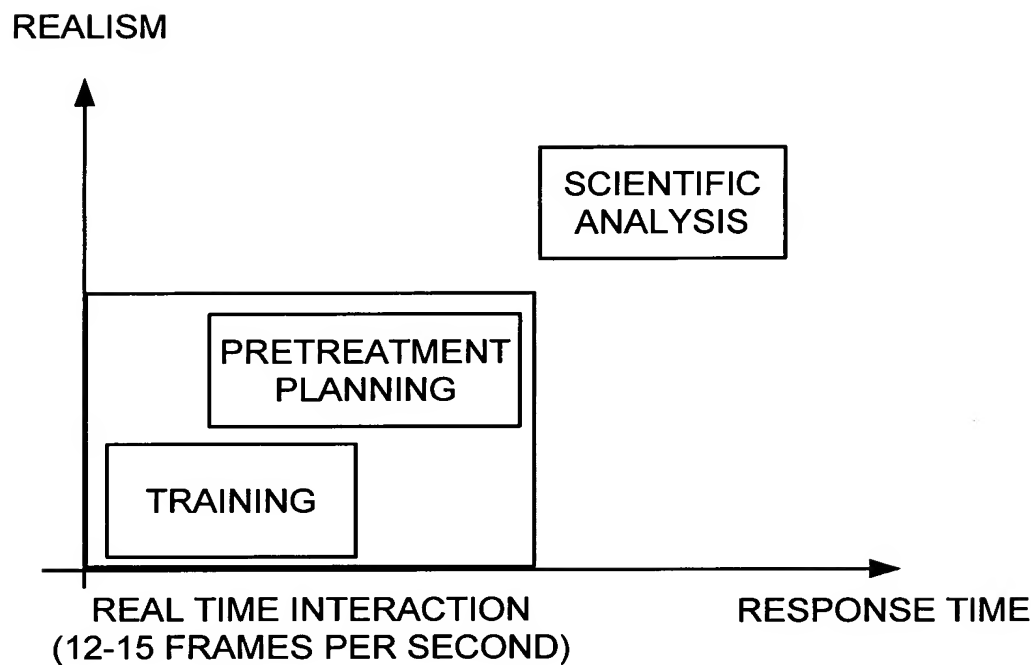 REALISM
SCIENTIFIC
ANALYSIS
PRETREATMENT
PLANNING
TRAINING
REAL TIME INTERACTION
(12-15 FRAMES PER SECOND)
RESPONSE TIME